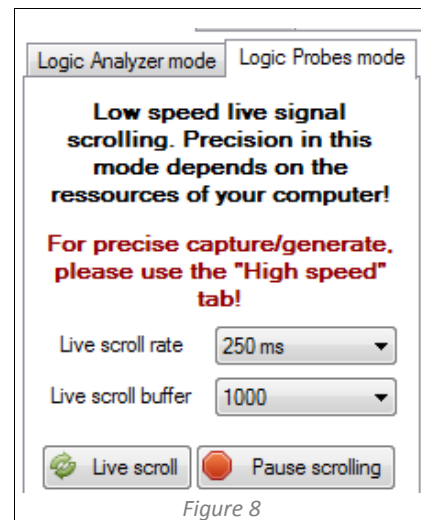 Logic Analyzer mode Logic Probes mode
Low speed live signal
scrolling. Precision in this
mode depends on the
ressources of your computer!
For precise capture/generate,
please use the "High speed"
tab!
Live scroll rate 250 ms
Live scroll buffer 1000
Live scroll Pause scrolling
Figure 8